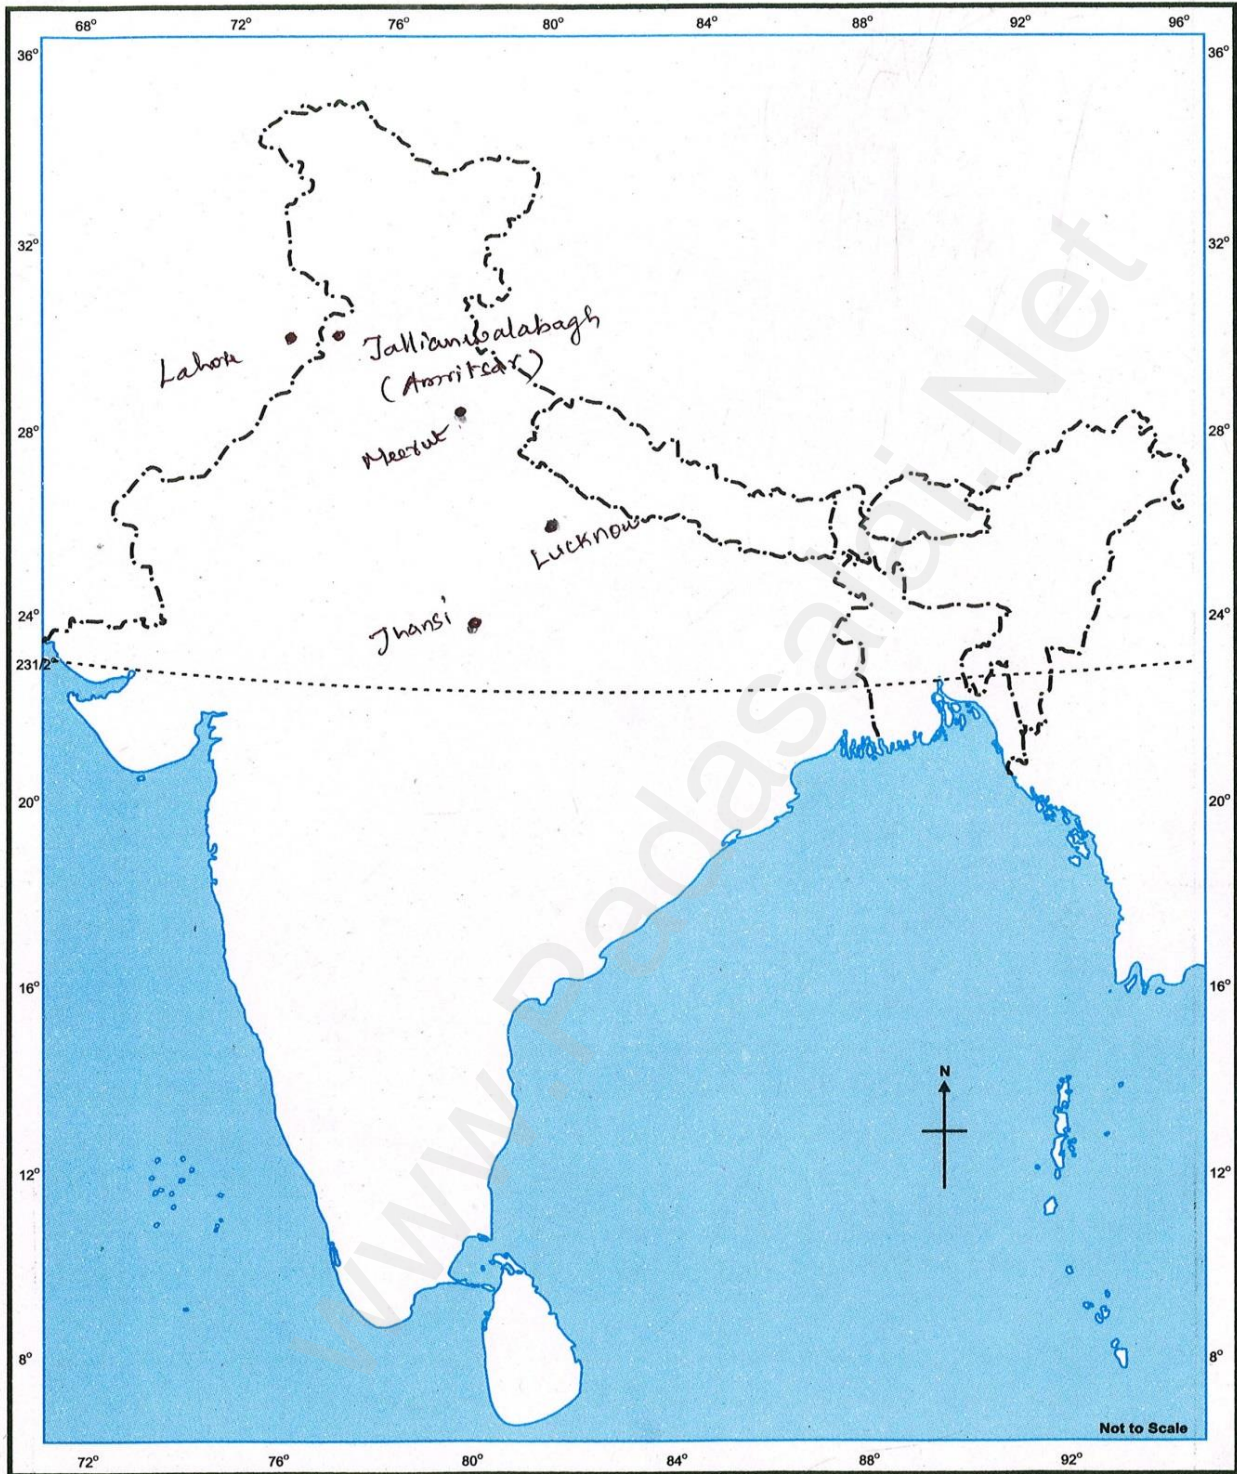 68° 72° 76° 80° 84° 88° 92° 96°
36° 36°
32° 32°
Lahore
Jallianwalabagh
(Amritsar)
28° 28°
Meerut
Lucknow
24° 24°
Jhansi
231/2°
20° 20°
16° 16°
N
12° 12°
8° 8°
Not to Scale
72° 76° 80° 84° 88° 92°
www.Padasalai.Net